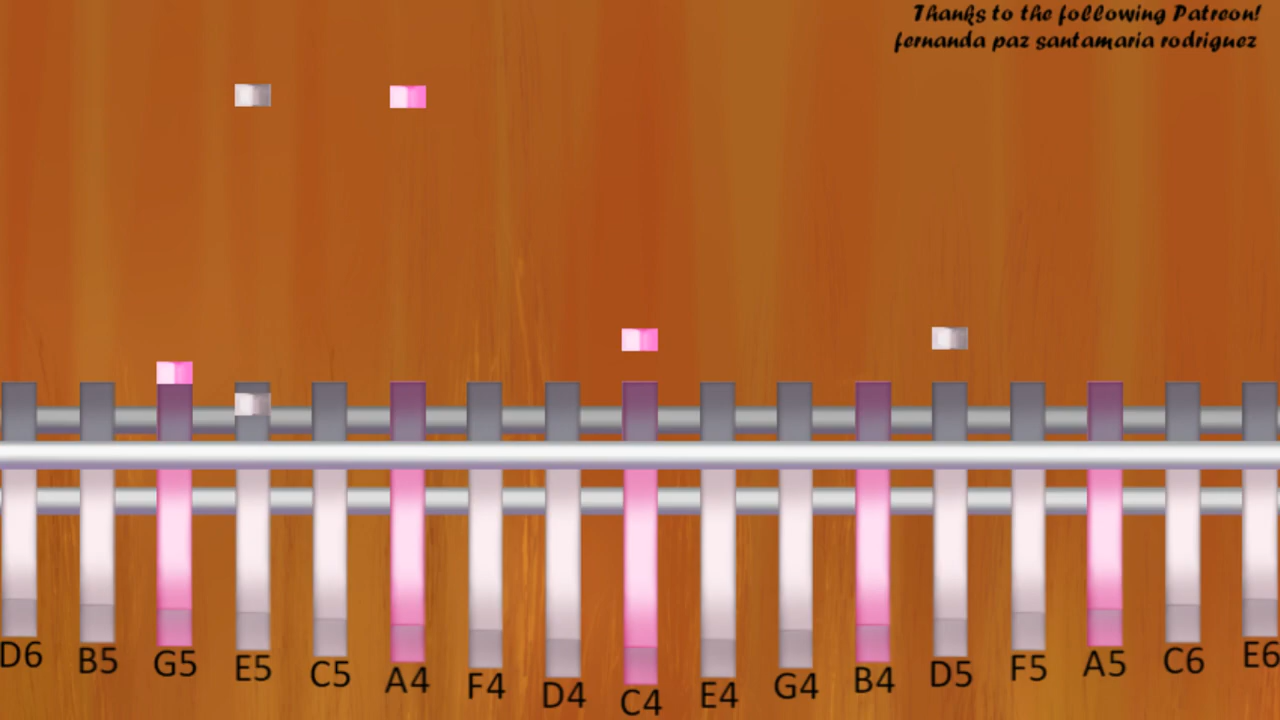 Thanks to the following Patreon!
fernanda paz santamaria rodriguez
D6 B5 G5 E5 C5 A4 F4 D4 C4 E4 G4 B4 D5 F5 A5 C6 E6